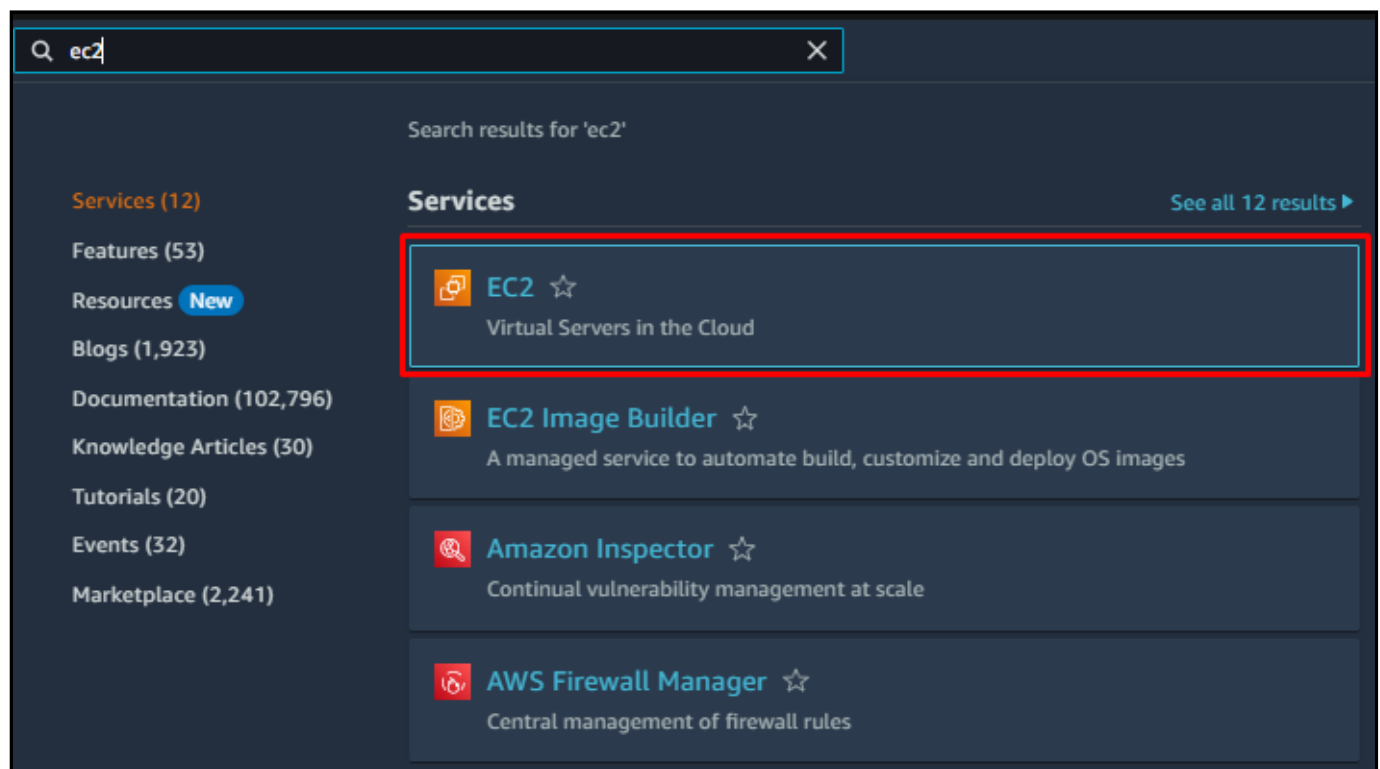 ec2
Search results for 'ec2'
Services (12)
Features (53)
Resources New
Blogs (1,923)
Documentation (102,796)
Knowledge Articles (30)
Tutorials (20)
Events (32)
Marketplace (2,241)
Services
See all 12 results
EC2
Virtual Servers in the Cloud
EC2 Image Builder
A managed service to automate build, customize and deploy OS images
Amazon Inspector
Continual vulnerability management at scale
AWS Firewall Manager
Central management of firewall rules